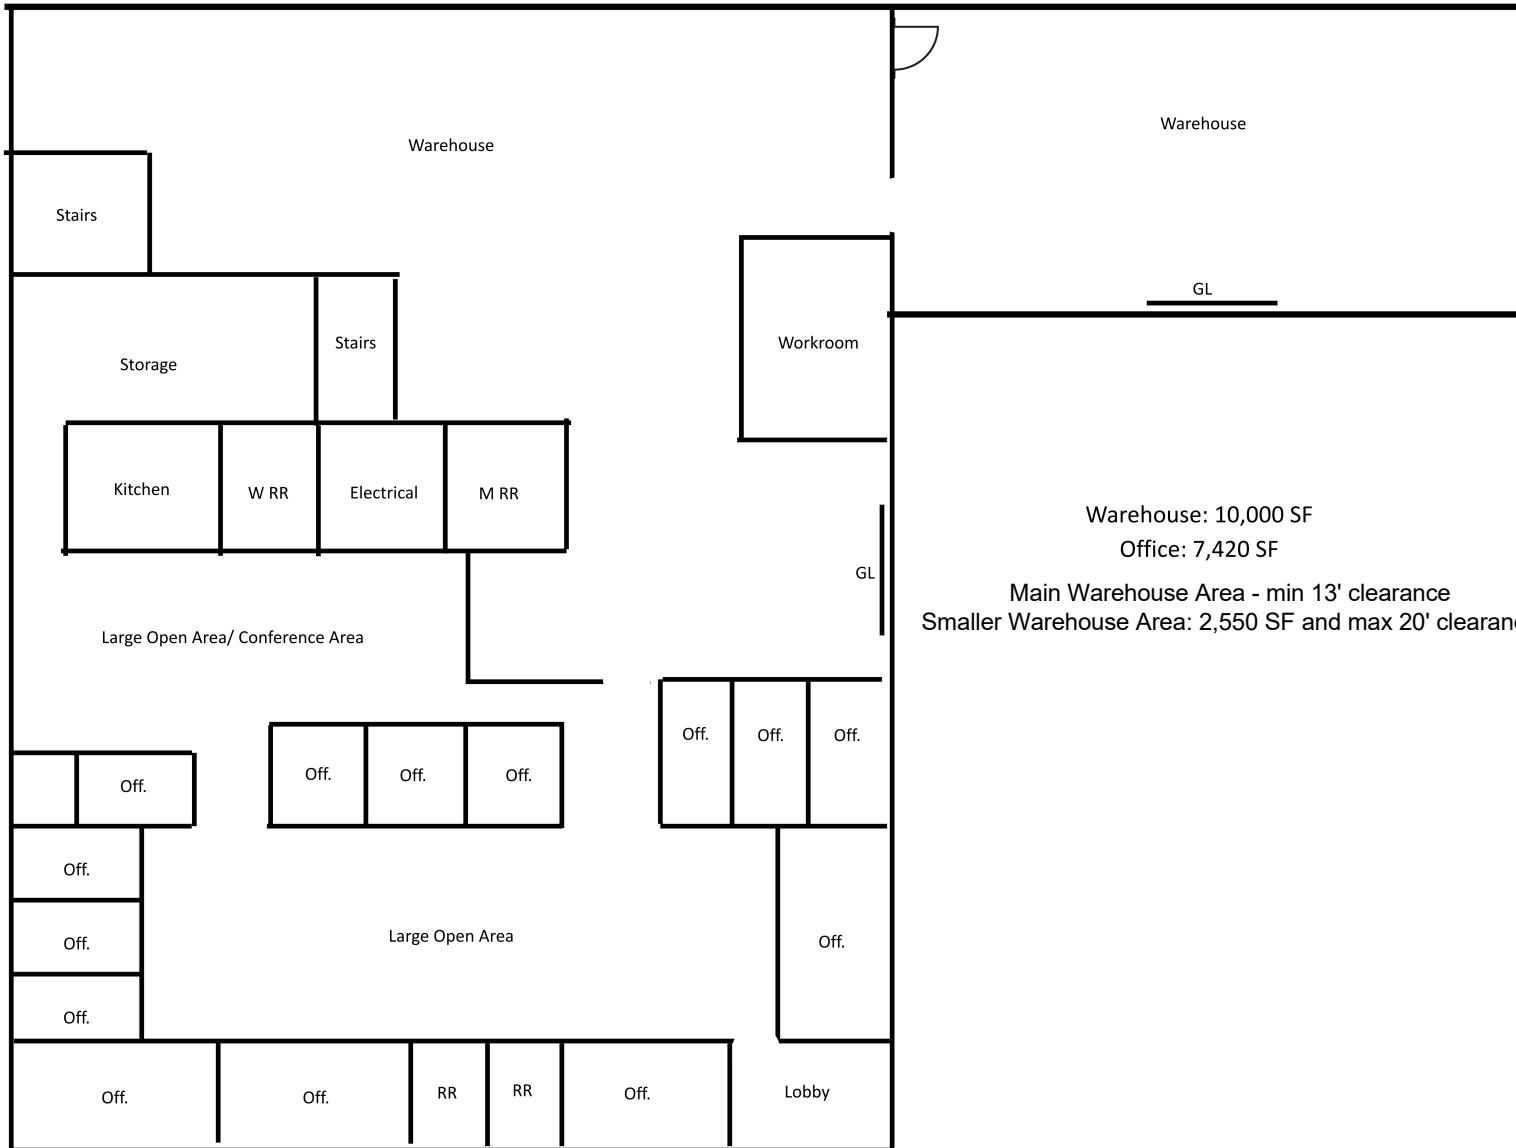 Warehouse
Warehouse
Stairs
GL
Stairs
Workroom
Storage
Kitchen
W RR
Electrical
M RR
Warehouse: 10,000 SF
Office: 7,420 SF
GL
Main Warehouse Area - min 13' clearance
Smaller Warehouse Area: 2,550 SF and max 20' clearanc
Large Open Area/ Conference Area
Off.
Off.
Off.
Off.
Off.
Off.
Off.
Off.
Off.
Off.
Large Open Area
Off.
Off.
Off.
RR
RR
Off.
Lobby